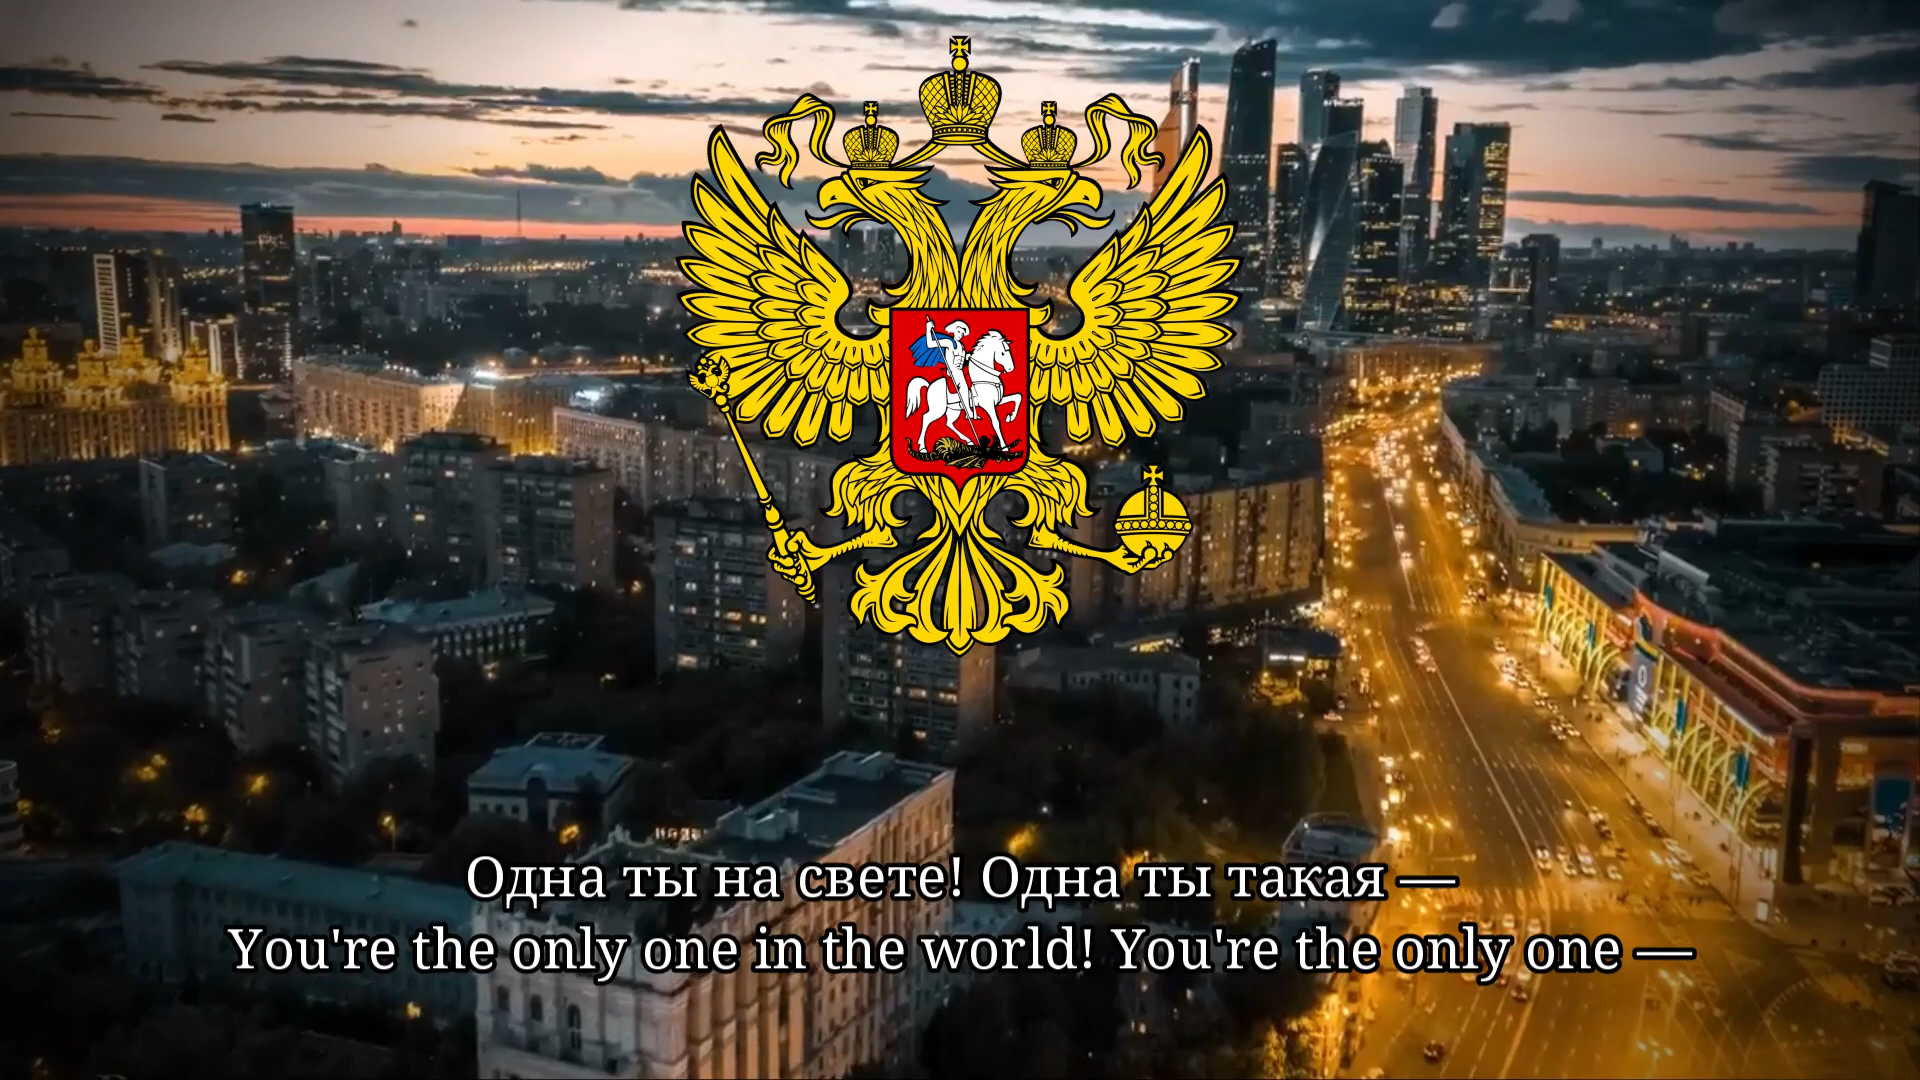 Одна ты на свете! Одна ты такая —
You're the only one in the world! You're the only one —